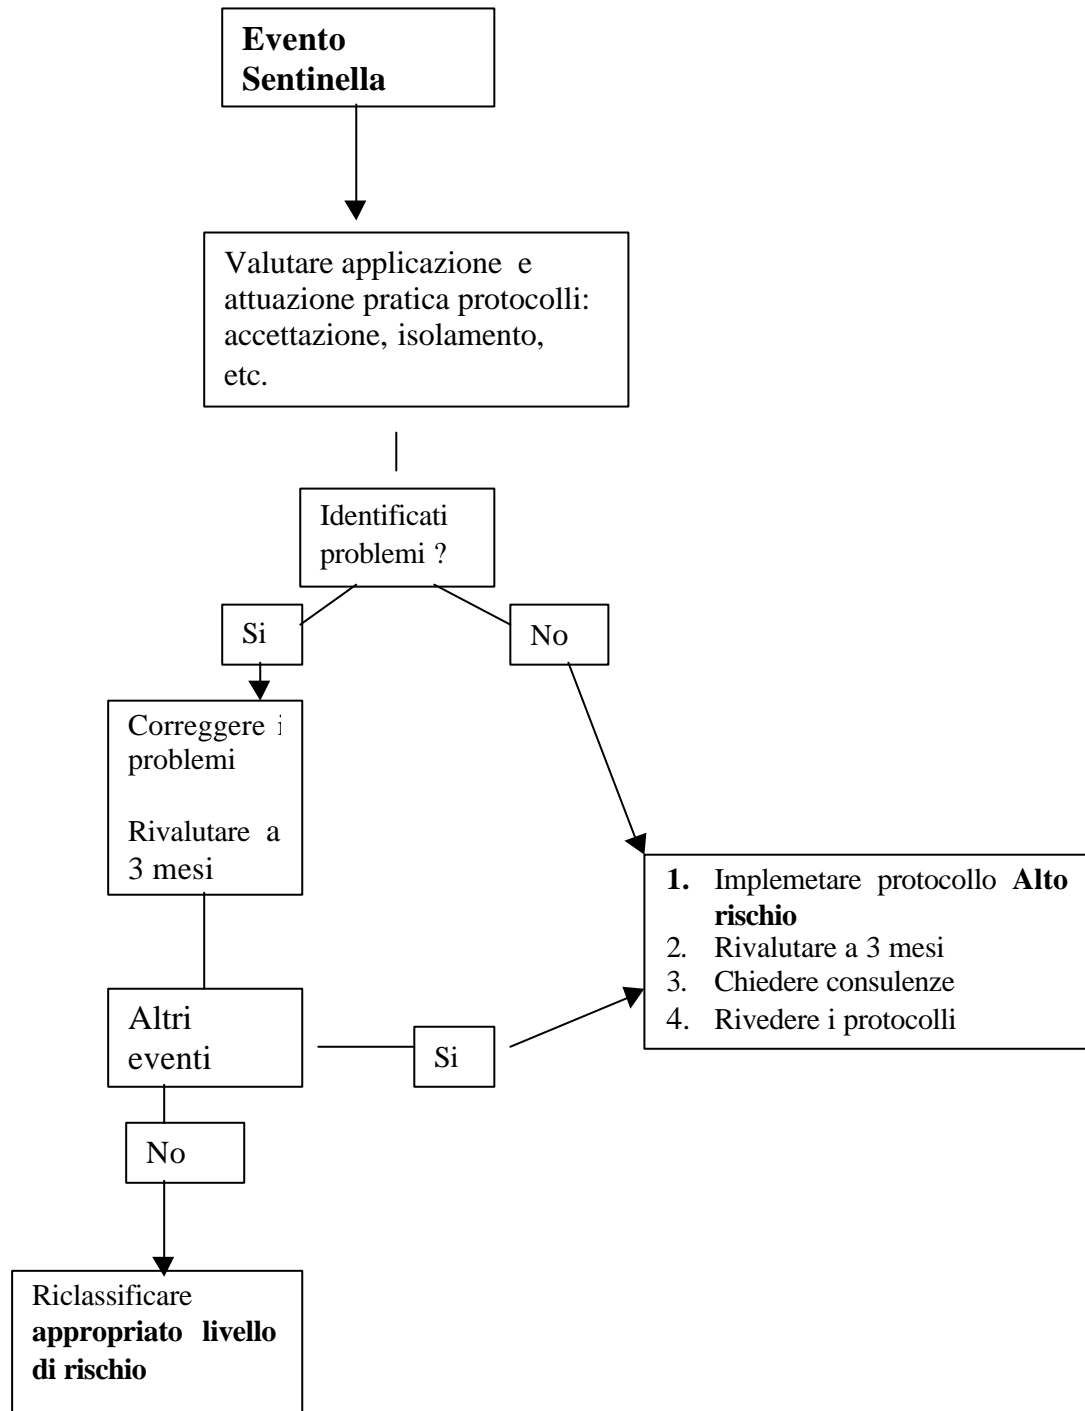 Evento
Sentinella
Valutare applicazione e
attuazione pratica protocolli:
accettazione, isolamento,
etc.
Identificati
problemi ?
Si
No
Correggere i
problemi
Rivalutare a
3 mesi
1. Implemetare protocollo Alto
rischio
2. Rivalutare a 3 mesi
3. Chiedere consulenze
4. Rivedere i protocolli
Altri
eventi
Si
No
Riclassificare
appropriato livello
di rischio